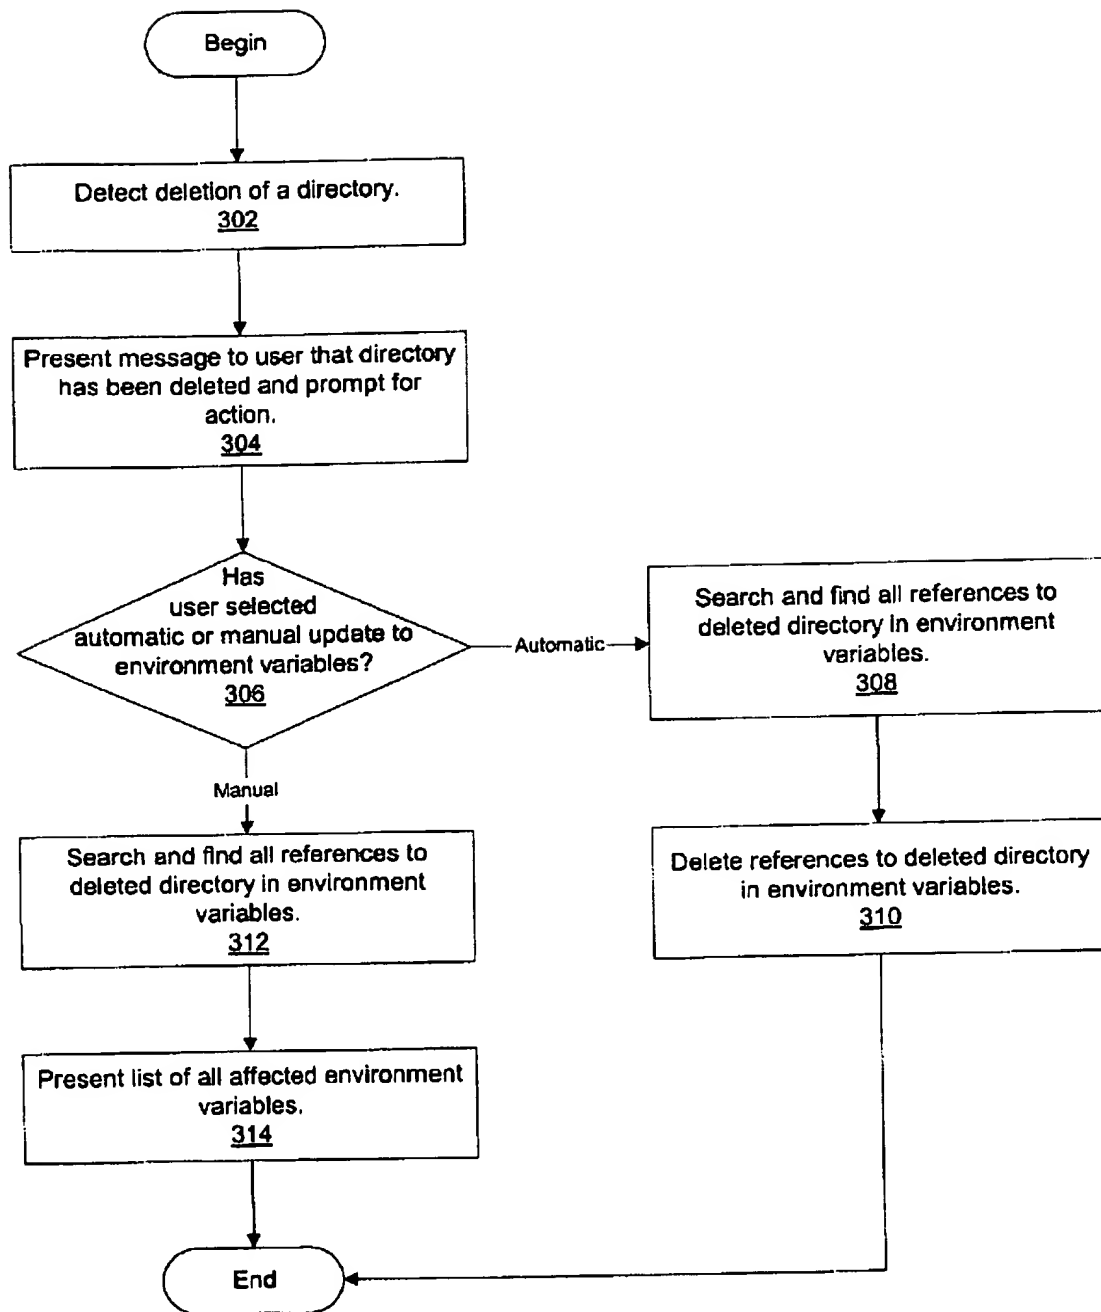 Begin
Detect deletion of a directory.
302
Present message to user that directory
has been deleted and prompt for
action.
304
Has
user selected
automatic or manual update to
environment variables?
306
Automatic
Search and find all references to
deleted directory in environment
variables.
308
Manual
Search and find all references to
deleted directory in environment
variables.
312
Delete references to deleted directory
in environment variables.
310
Present list of all affected environment
variables.
314
End